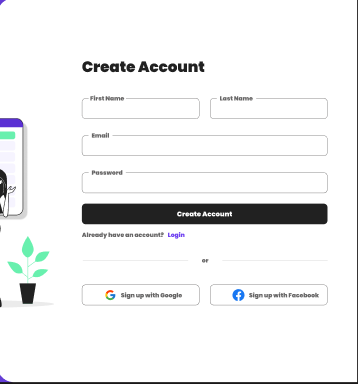 Create Account
First Name
Last Name
Email
Password
Create Account
Already have an account? Login
or
Sign up with Google
Sign up with Facebook